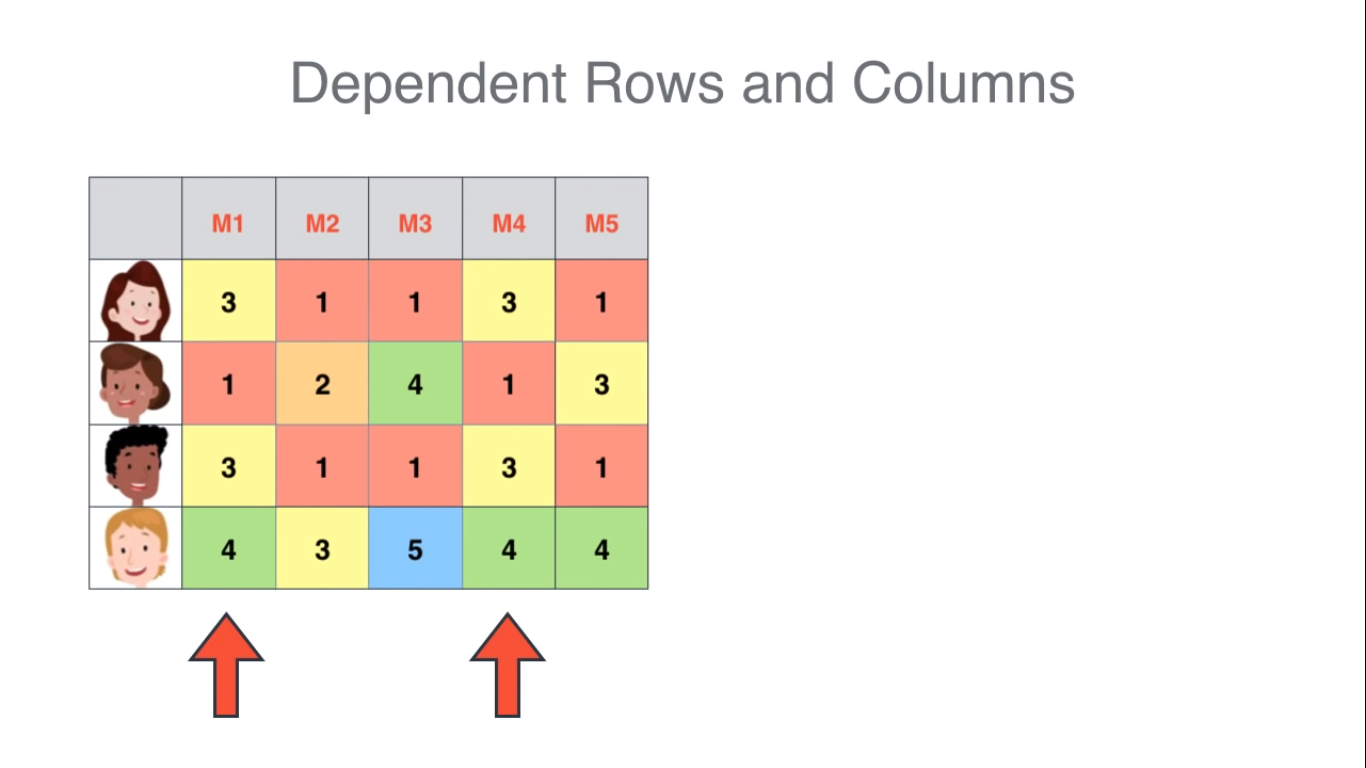 Dependent Rows and Columns
M1 M2 M3 M4 M5
3 1 1 3 1
1 2 4 1 3
3 1 1 3 1
4 3 5 4 4